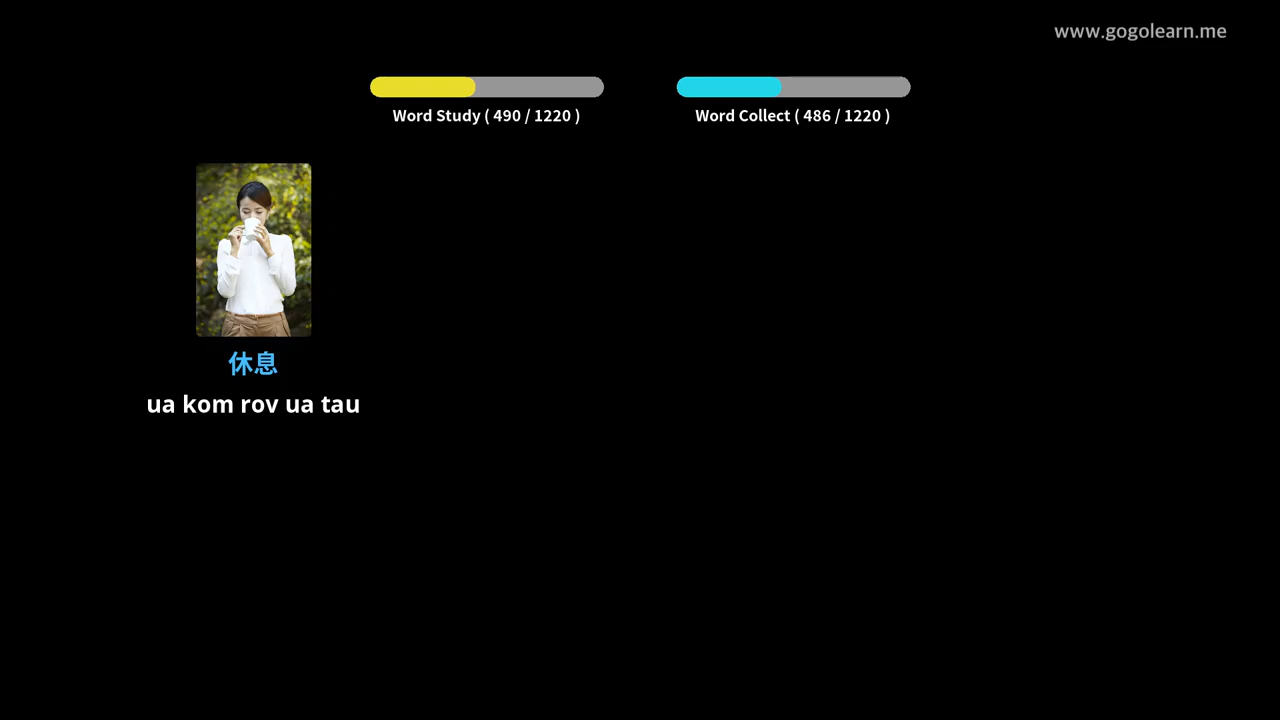 www.gogolearn.me
Word Study ( 490 / 1220 )
Word Collect ( 486 / 1220 )
休息
ua kom rov ua tau